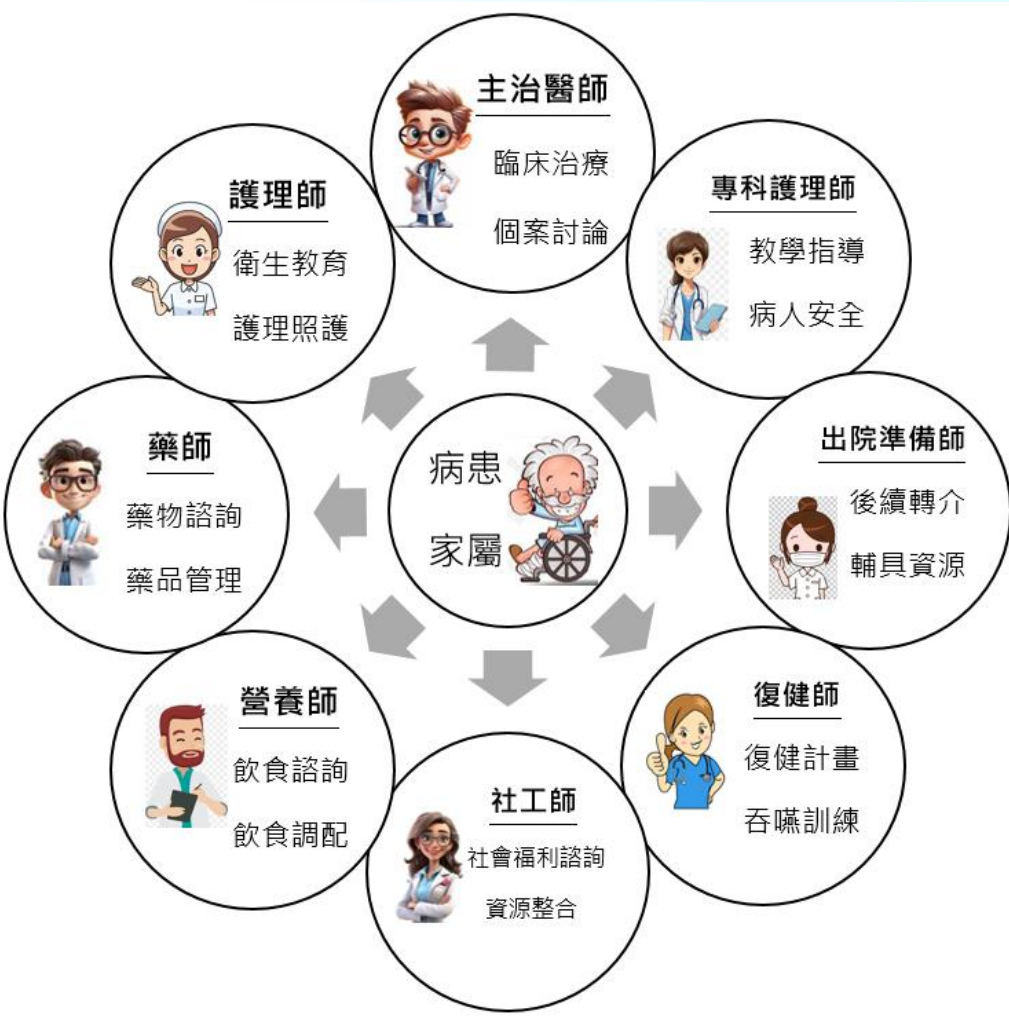 主治醫師
臨床治療
個案討論
專科護理師
教學指導
病人安全
出院準備師
後續轉介
輔具資源
復健師
復健計畫
吞嚥訓練
社工師
社會福利諮詢
資源整合
營養師
飲食諮詢
飲食調配
藥師
藥物諮詢
藥品管理
護理師
衛生教育
護理照護
病患
家屬